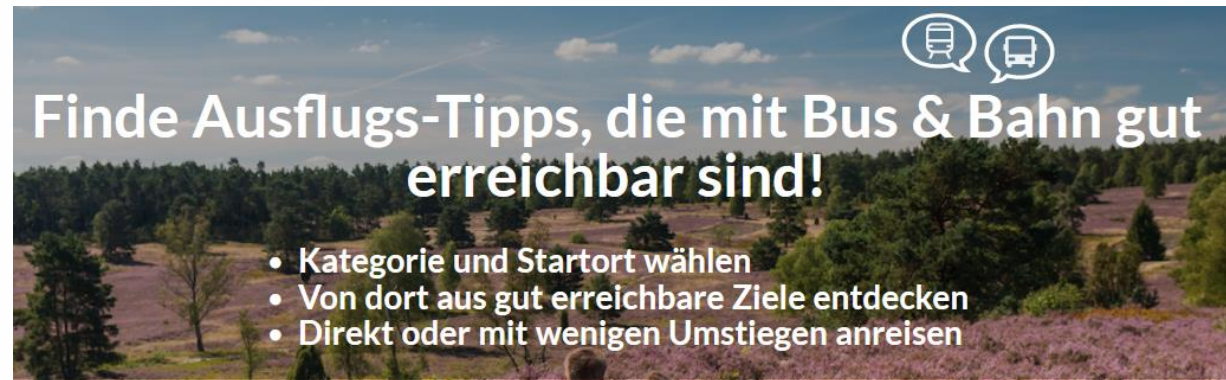 Finde Ausflugs-Tipps, die mit Bus & Bahn gut
erreichbar sind!
• Kategorie und Startort wählen
• Von dort aus gut erreichbare Ziele entdecken
• Direkt oder mit wenigen Umstiegen anreisen